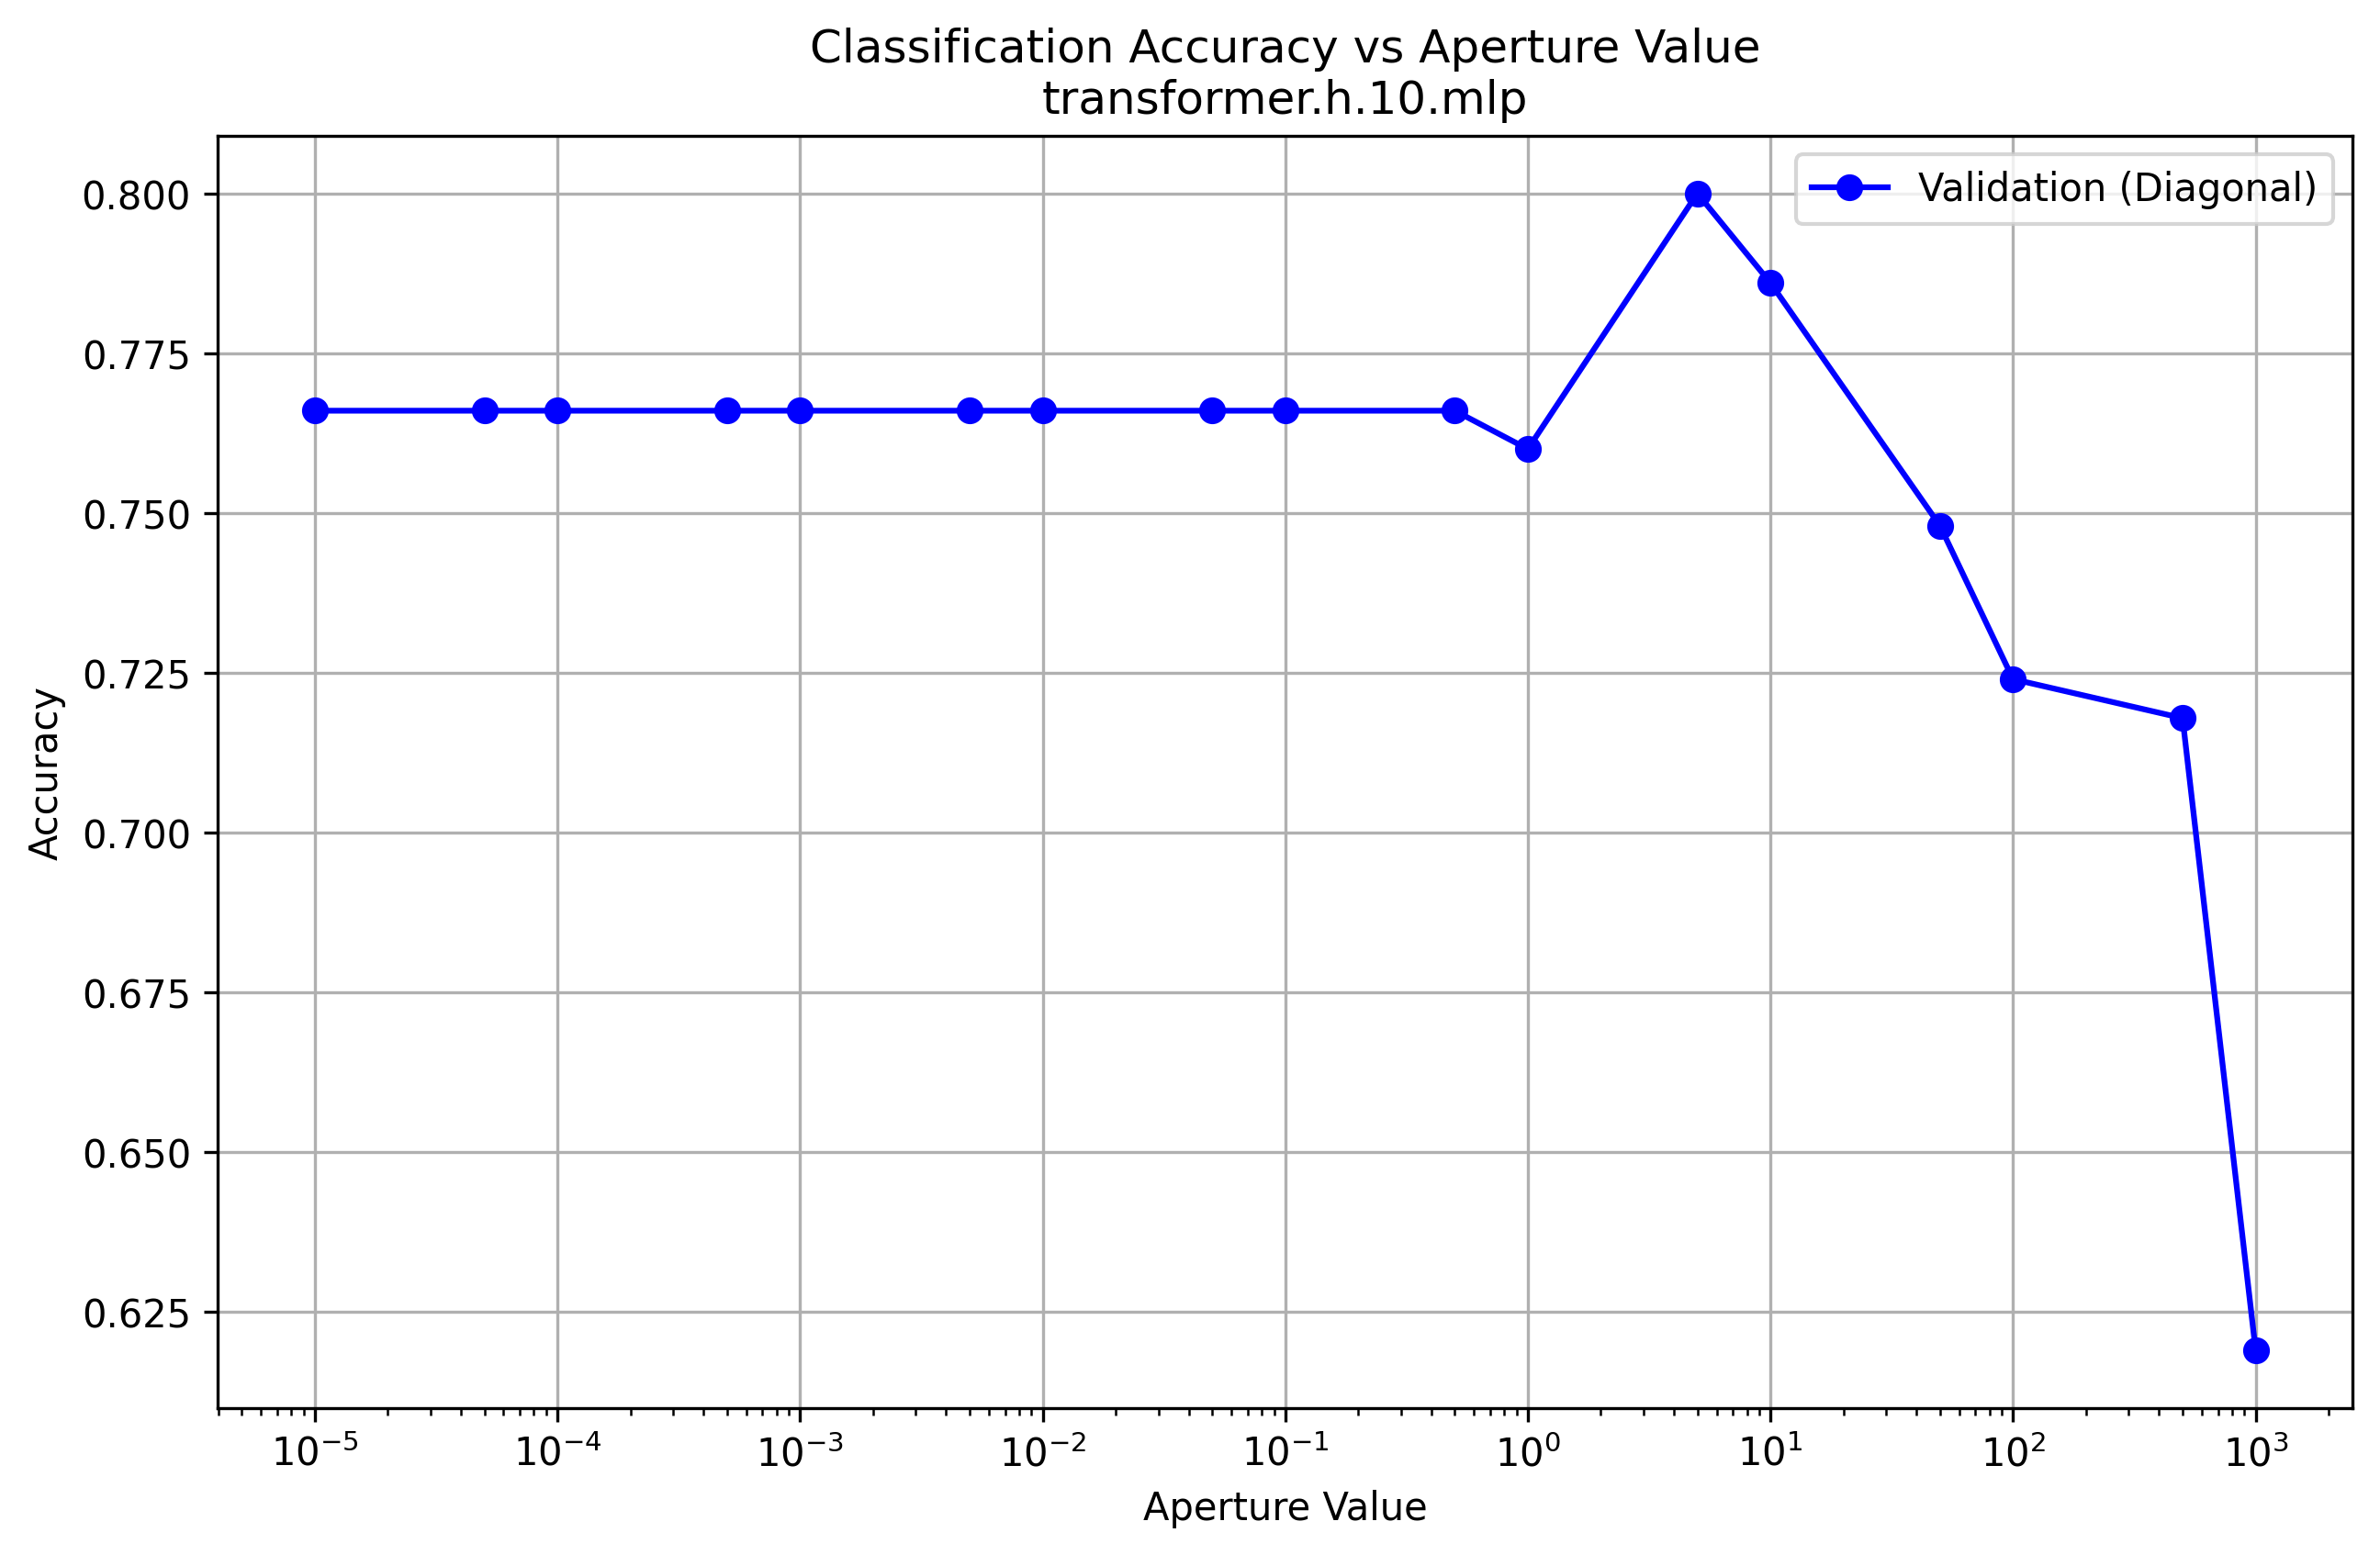 Classification Accuracy vs Aperture Value
transformer.h.10.mlp
Validation (Diagonal)
0.800
0.775
0.750
0.725
0.700
0.675
0.650
0.625
Accuracy
10⁻⁵ 10⁻⁴ 10⁻³ 10⁻² 10⁻¹ 10⁰ 10¹ 10² 10³
Aperture Value